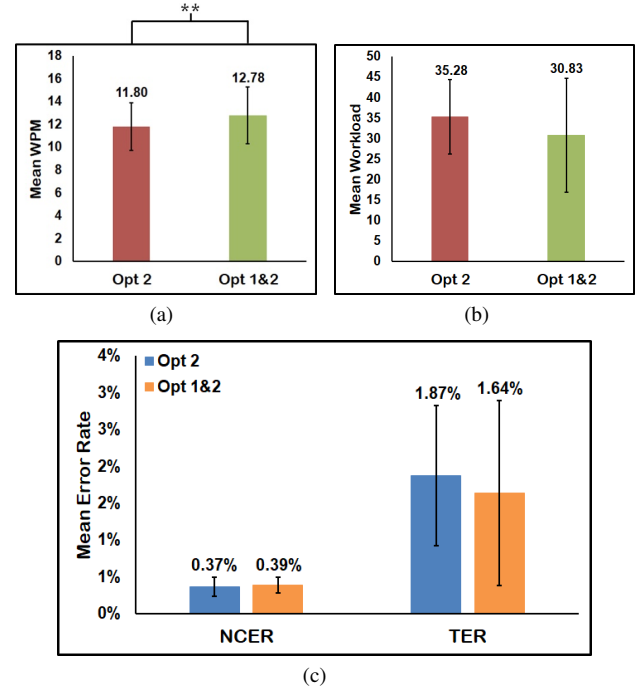 **
18
16
14
12
10
8
6
4
2
0
Mean WPM
11.80
12.78
Opt 2
Opt 1&2
(a)
50
45
40
35
30
25
20
15
10
5
0
Mean Workload
35.28
30.83
Opt 2
Opt 1&2
(b)
4%
3%
3%
2%
2%
1%
1%
0%
Mean Error Rate
Opt 2
Opt 1&2
0.37%
0.39%
1.87%
1.64%
NCER
TER
(c)